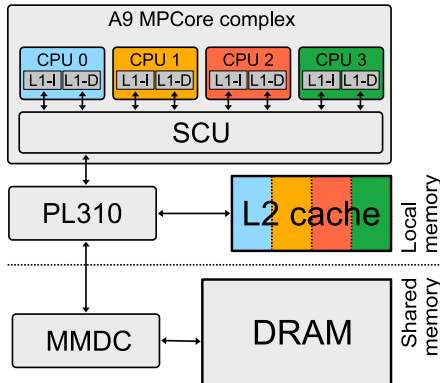 A9 MPCore complex
CPU 0 CPU 1 CPU 2 CPU 3
L1-I L1-D L1-I L1-D L1-I L1-D L1-I L1-D
SCU
PL310
L2 cache
Local
memory
MMDC
DRAM
Shared
memory